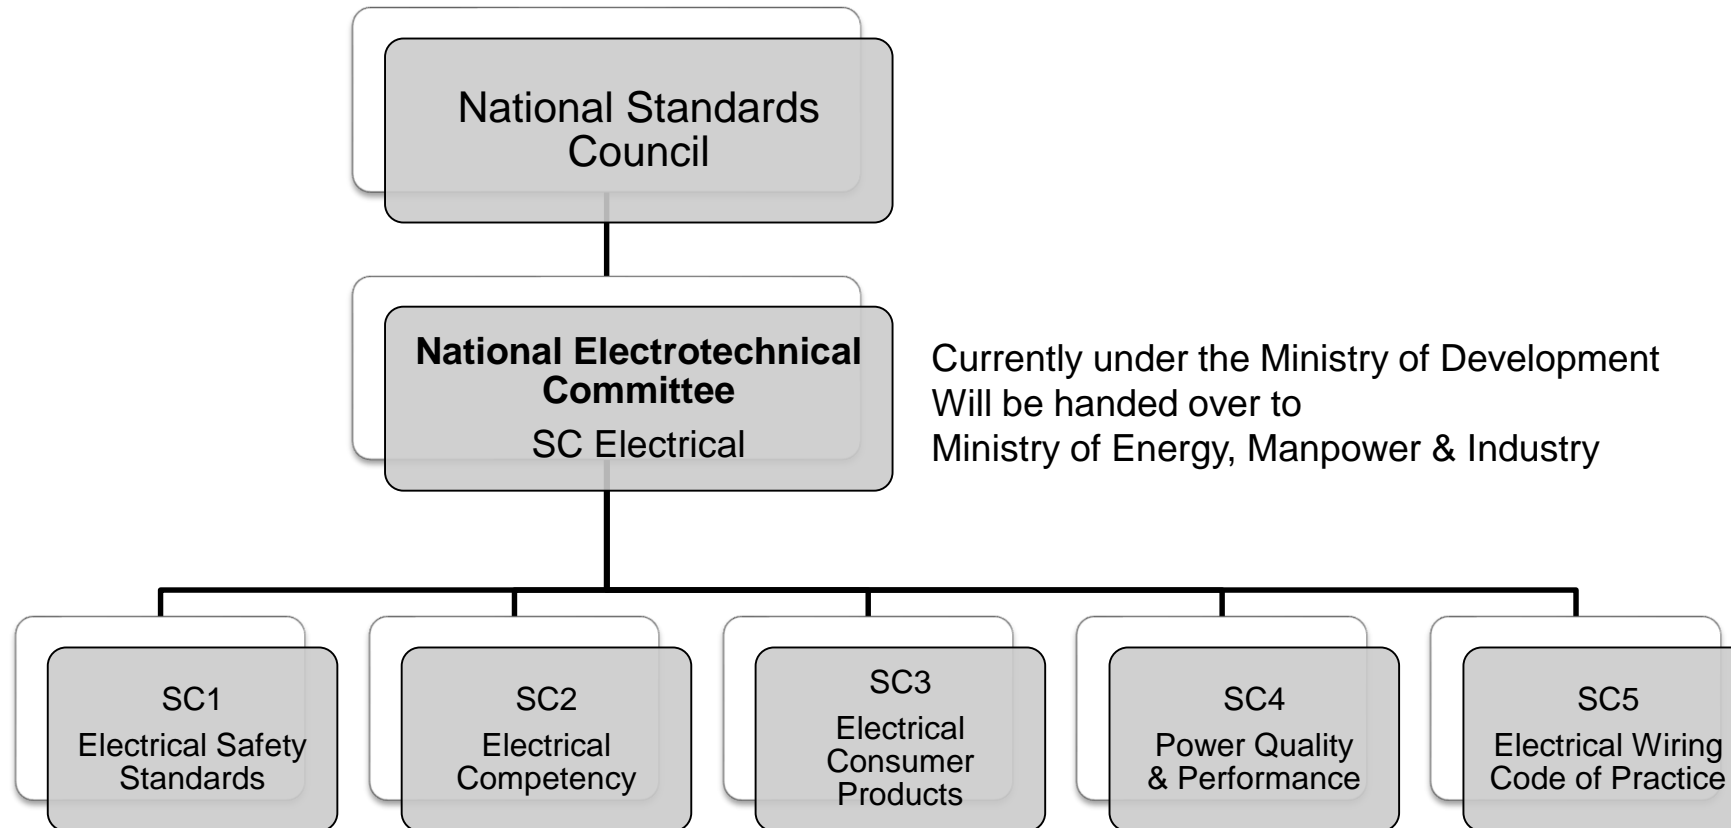 National Standards
Council
National Electrotechnical
Committee
SC Electrical
Currently under the Ministry of Development
Will be handed over to
Ministry of Energy, Manpower & Industry
SC1
Electrical Safety
Standards
SC2
Electrical
Competency
SC3
Electrical
Consumer
Products
SC4
Power Quality
& Performance
SC5
Electrical Wiring
Code of Practice